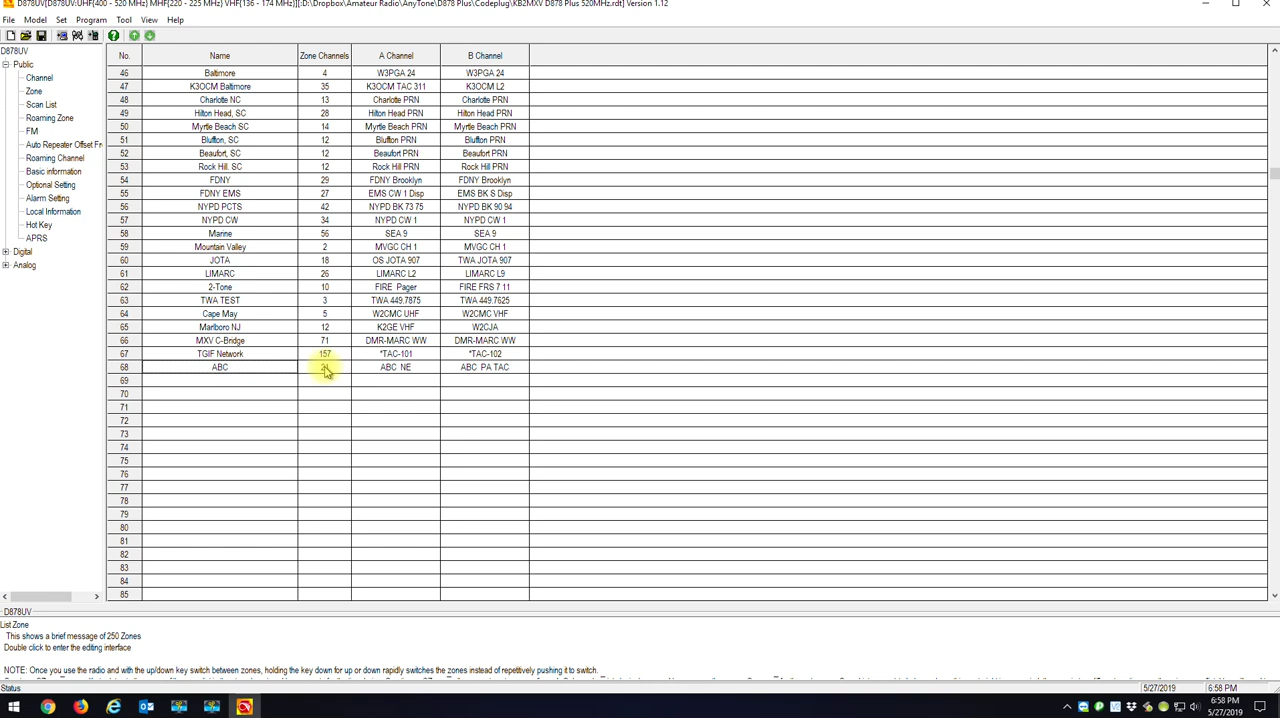 D878UV[D878UV:UHF{400 - 520 MHz} MHF{220 - 225 MHz} VHF{136 - 174 MHz}][:D:\Dropbox\Amateur Radio\AnyTone\D878 Plus\Codeplug\KB2MXV D878 Plus 520MHz.rdt] Version 1.12
File Model Set Program Tool View Help
D878UV
Public
Channel
Zone
Scan List
Roaming Zone
FM
Auto Repeater Offset Fr
Roaming Channel
Basic information
Optional Setting
Alarm Setting
Local Information
Hot Key
APRS
Digital
Analog
No. Name Zone Channels A Channel B Channel
46 Baltimore 4 W3PGA 24 W3PGA 24
47 K3OCM Baltimore 35 K3OCM TAC 311 K3OCM L2
48 Charlotte NC 13 Charlotte PRN Charlotte PRN
49 Hilton Head, SC 28 Hilton Head PRN Hilton Head PRN
50 Myrtle Beach SC 14 Myrtle Beach PRN Myrtle Beach PRN
51 Bluffton, SC 12 Bluffton PRN Bluffton PRN
52 Beaufort, SC 12 Beaufort PRN Beaufort PRN
53 Rock Hill. SC 12 Rock Hill PRN Rock Hill PRN
54 FDNY 29 FDNY Brooklyn FDNY Brooklyn
55 FDNY EMS 27 EMS CW 1 Disp EMS BK S Disp
56 NYPD PCTS 42 NYPD BK 73 75 NYPD BK 90 94
57 NYPD CW 34 NYPD CW 1 NYPD CW 1
58 Marine 56 SEA 9 SEA 9
59 Mountain Valley 2 MVGC CH 1 MVGC CH 1
60 JOTA 18 OS JOTA 907 TWA JOTA 907
61 LIMARC 26 LIMARC L2 LIMARC L9
62 2-Tone 10 FIRE Pager FIRE FRS 7 11
63 TWA TEST 3 TWA 449.7875 TWA 449.7625
64 Cape May 5 W2CMC UHF W2CMC VHF
65 Marlboro NJ 12 K2GE VHF W2CJA
66 MXV C-Bridge 71 DMR-MARC WW DMR-MARC WW
67 TGIF Network 157 *TAC-101 *TAC-102
68 ABC ABC NE ABC PA TAC
69
70
71
72
73
74
75
76
77
78
79
80
81
82
83
84
85
D878UV
List Zone
This shows a brief message of 250 Zones
Double click to enter the editing interface
NOTE: Once you use the radio and with the up/down key switch between zones, holding the key down for up or down rapidly switches the zones instead of repetitively pushing it to switch.
Status 5/27/2019 6:58 PM
6:58 PM
5/27/2019